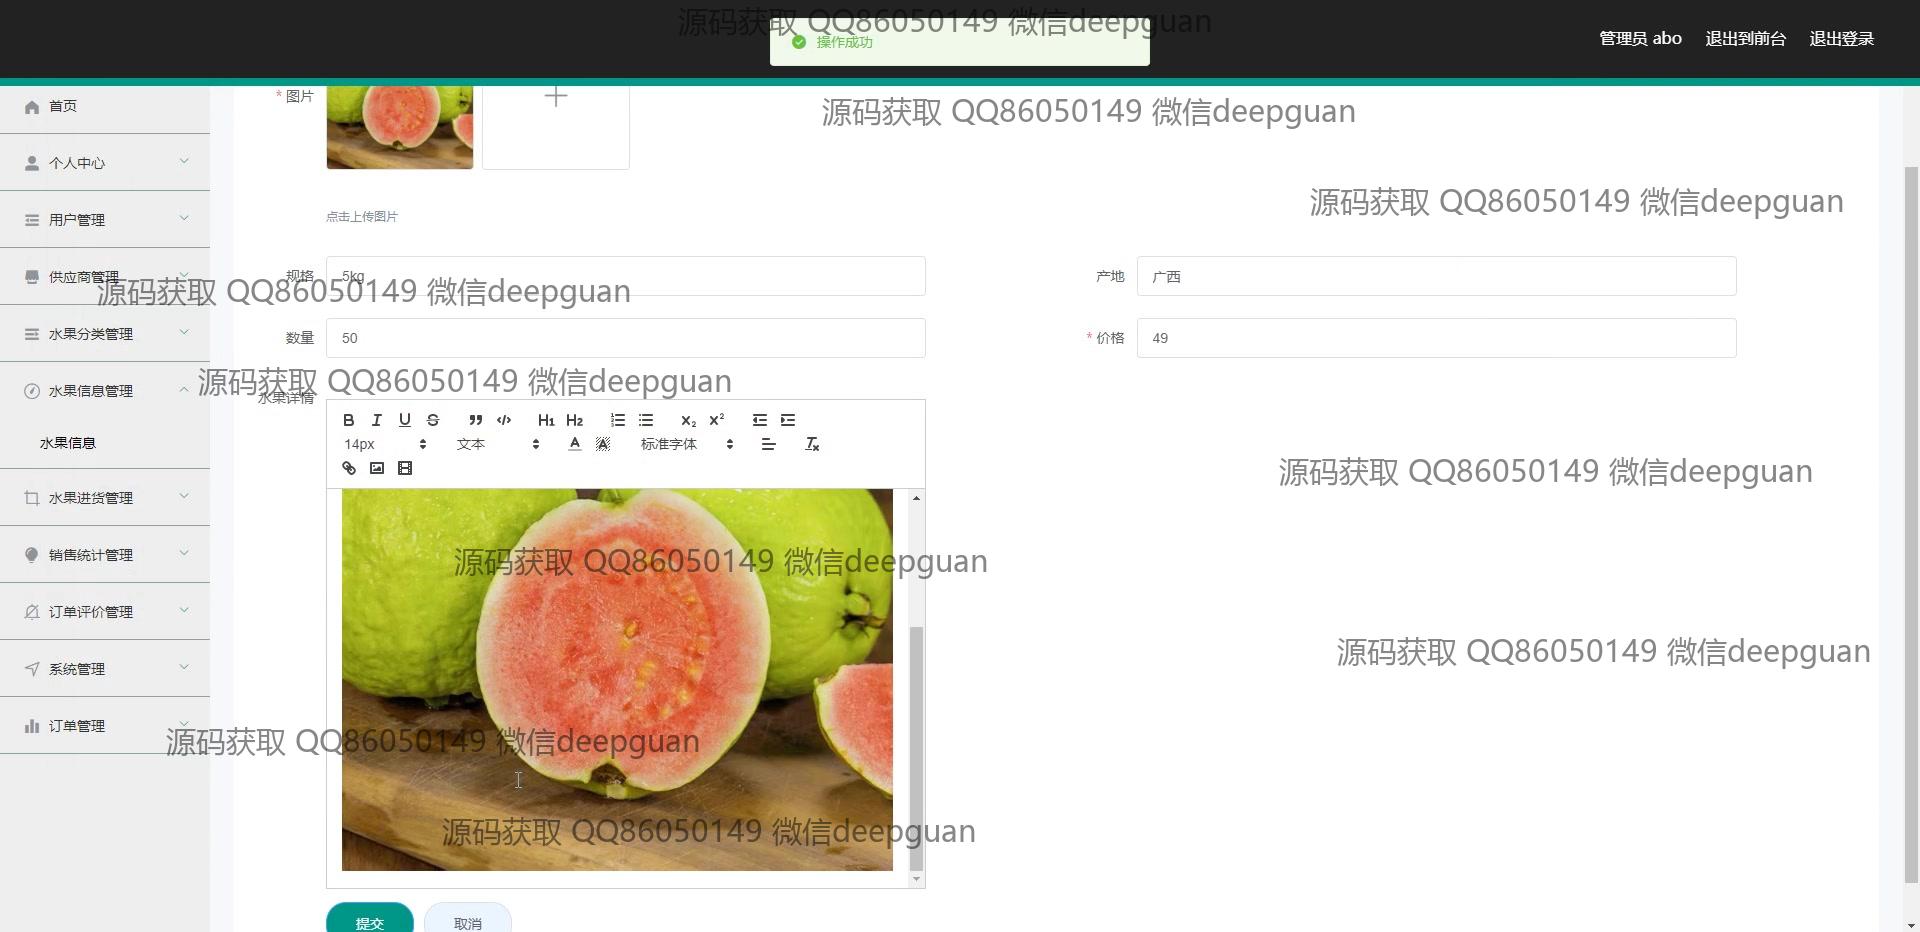 源码获取 QQ86050149 微信deepguan
操作成功
管理员 abo
退出到前台
退出登录
首页
* 图片
源码获取 QQ86050149 微信deepguan
个人中心
源码获取 QQ86050149 微信deepguan
用户管理
点击上传图片
供应商管理
规格
5kg
产地
广西
源码获取 QQ86050149 微信deepguan
水果分类管理
数量
50
* 价格
49
水果信息管理
源码获取 QQ86050149 微信deepguan
水果详情
B I U S H1 H2 X2 X2
14px
文本
A
A
标准字体
Tx
水果信息
源码获取 QQ86050149 微信deepguan
水果进货管理
销售统计管理
源码获取 QQ86050149 微信deepguan
订单评价管理
源码获取 QQ86050149 微信deepguan
系统管理
订单管理
源码获取 QQ86050149 微信deepguan
源码获取 QQ86050149 微信deepguan
提交
取消